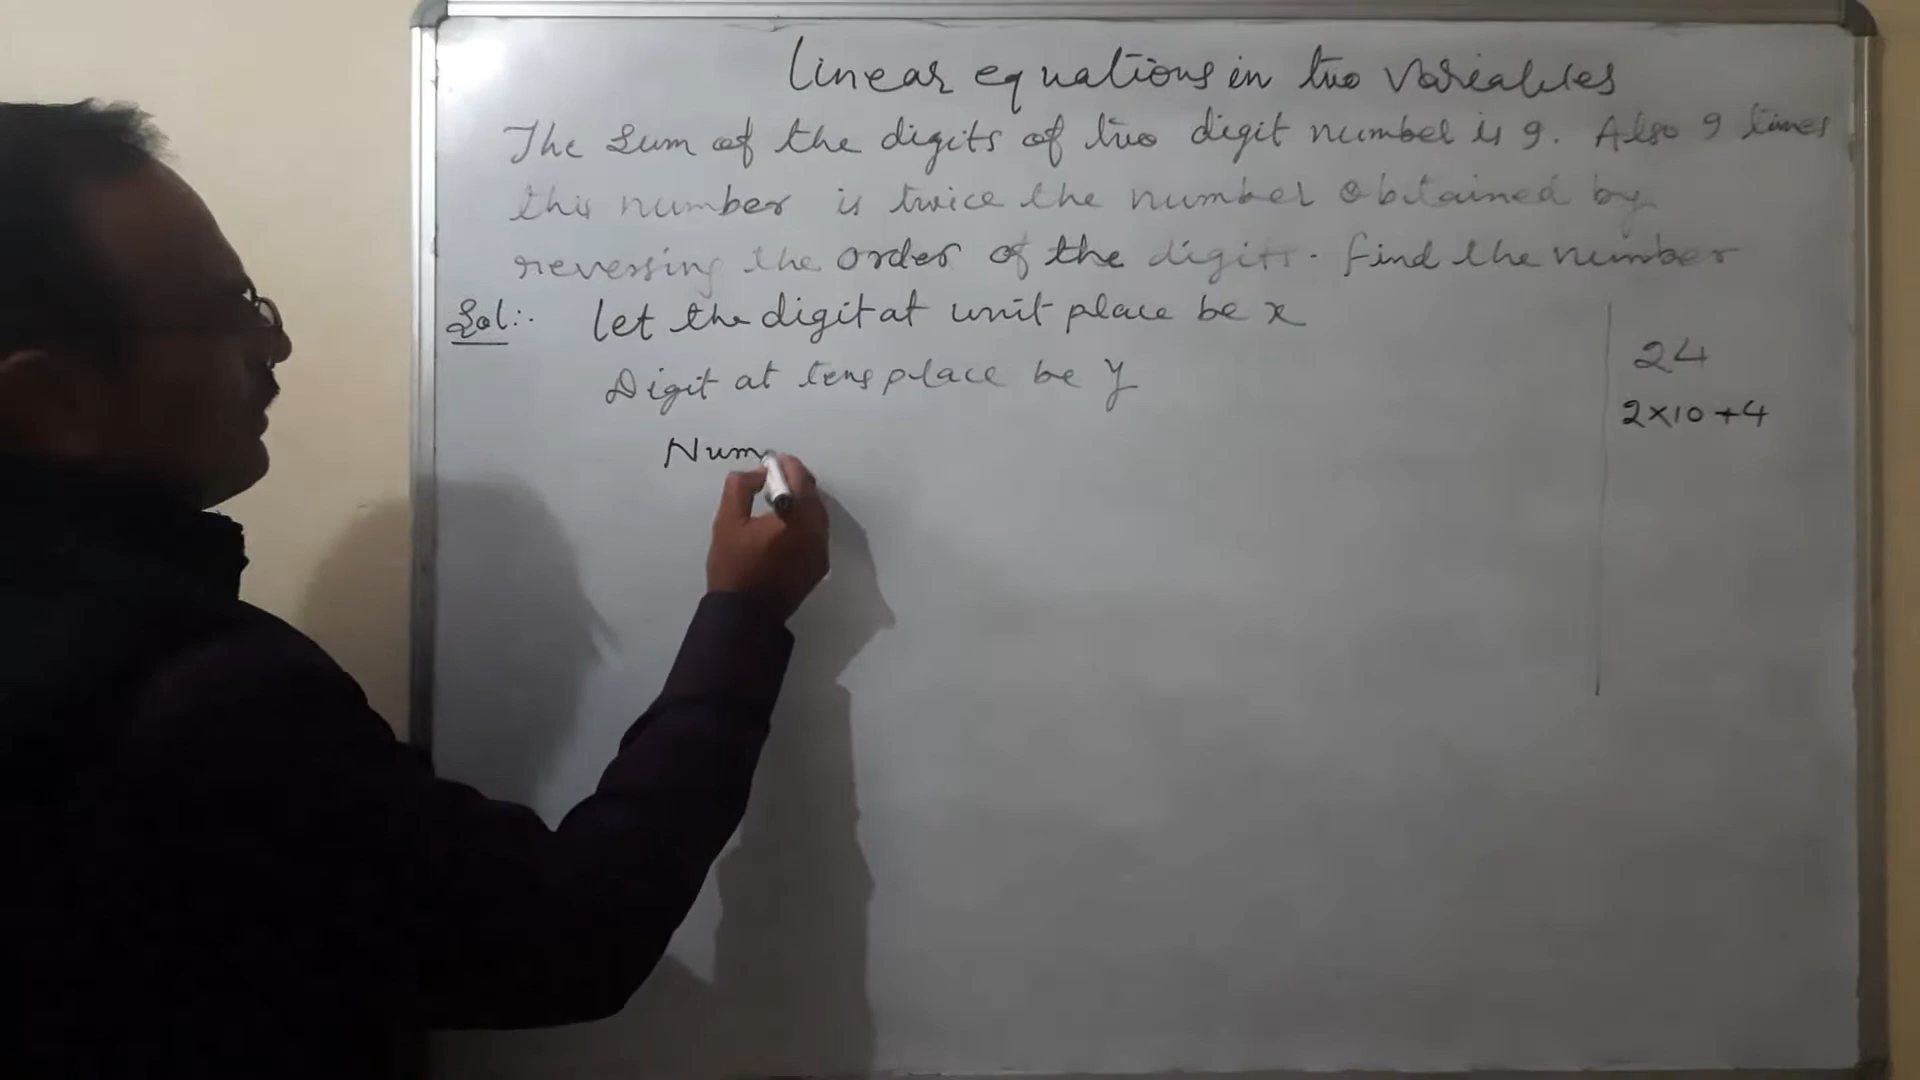 Linear equations in two variables
The Sum of the digits of two digit number is 9. Also 9 times
this number is twice the number obtained by
reversing the order of the digits. find the number
Sol:. let the digit at unit place be x
Digit at tens place be y
Num
24
2×10+4